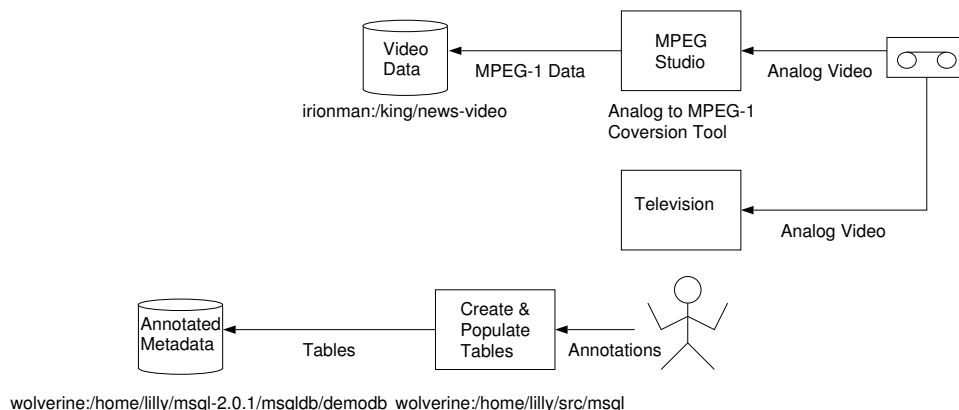 Video
Data
MPEG-1 Data
MPEG
Studio
Analog Video
irionman:/king/news-video
Analog to MPEG-1
Coversion Tool
Television
Analog Video
Annotated
Metadata
Tables
Create &
Populate
Tables
Annotations
wolverine:/home/lilly/msql-2.0.1/msqldb/demodb wolverine:/home/lilly/src/msql